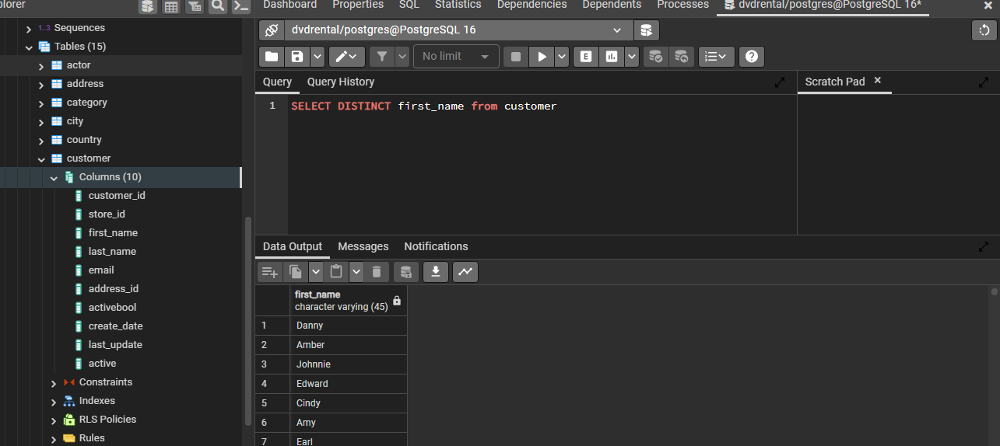 plorer
Dashboard Properties SQL Statistics Dependencies Dependents Processes dvdrental/postgres@PostgreSQL 16*
1..3 Sequences
Tables (15)
actor
address
category
city
country
customer
Columns (10)
customer_id
store_id
first_name
last_name
email
address_id
activebool
create_date
last_update
active
Constraints
Indexes
RLS Policies
Rules
dvdrental/postgres@PostgreSQL 16
No limit E
Query Query History
Scratch Pad
1 SELECT DISTINCT first_name from customer
Data Output Messages Notifications
first_name
character varying (45)
1 Danny
2 Amber
3 Johnnie
4 Edward
5 Cindy
6 Amy
7 Earl